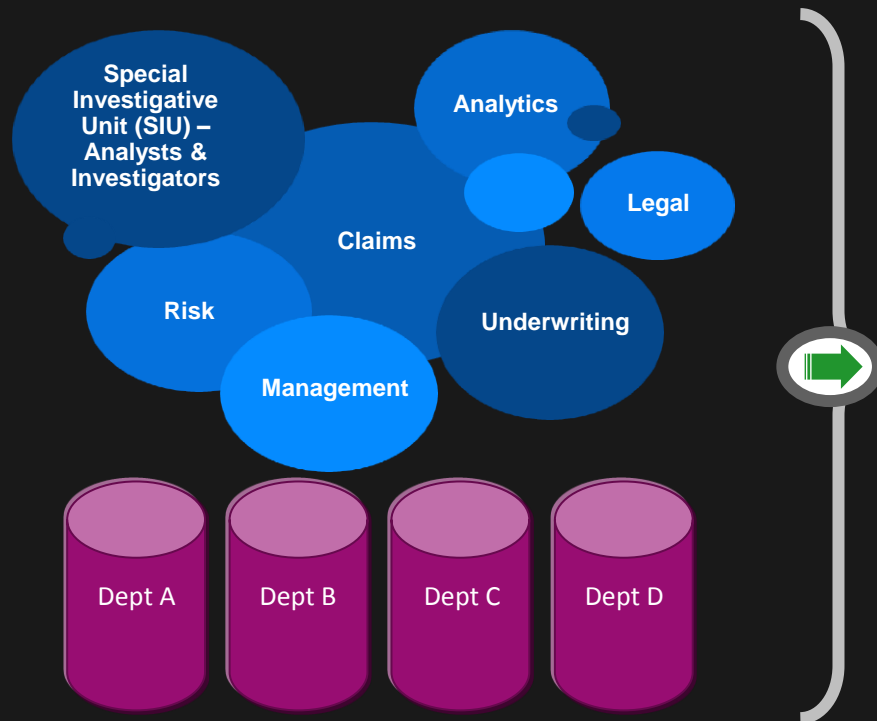 Special
Investigative
Unit (SIU) –
Analysts &
Investigators
Analytics
Legal
Claims
Risk
Underwriting
Management
Dept A
Dept B
Dept C
Dept D